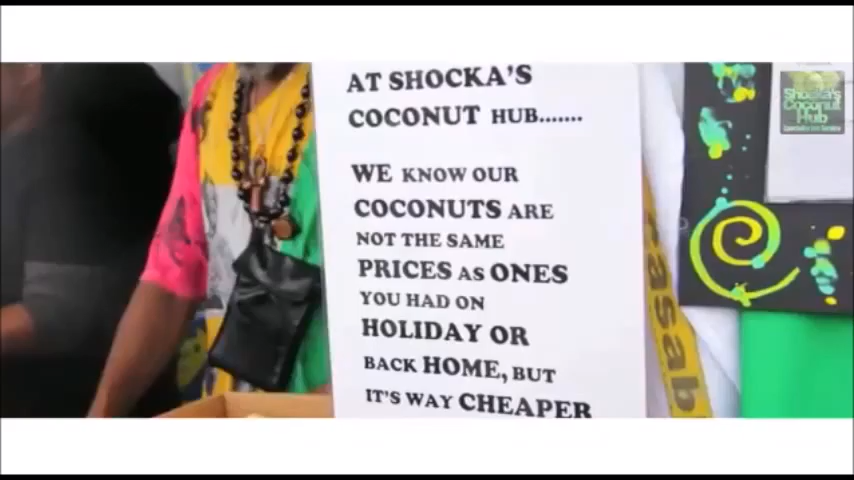 AT SHOCKA'S
COCONUT HUB.......
WE KNOW OUR
COCONUTS ARE
NOT THE SAME
PRICES AS ONES
YOU HAD ON
HOLIDAY OR
BACK HOME, BUT
IT'S WAY CHEAPER
asab
Shocka's
Coconut
Hub